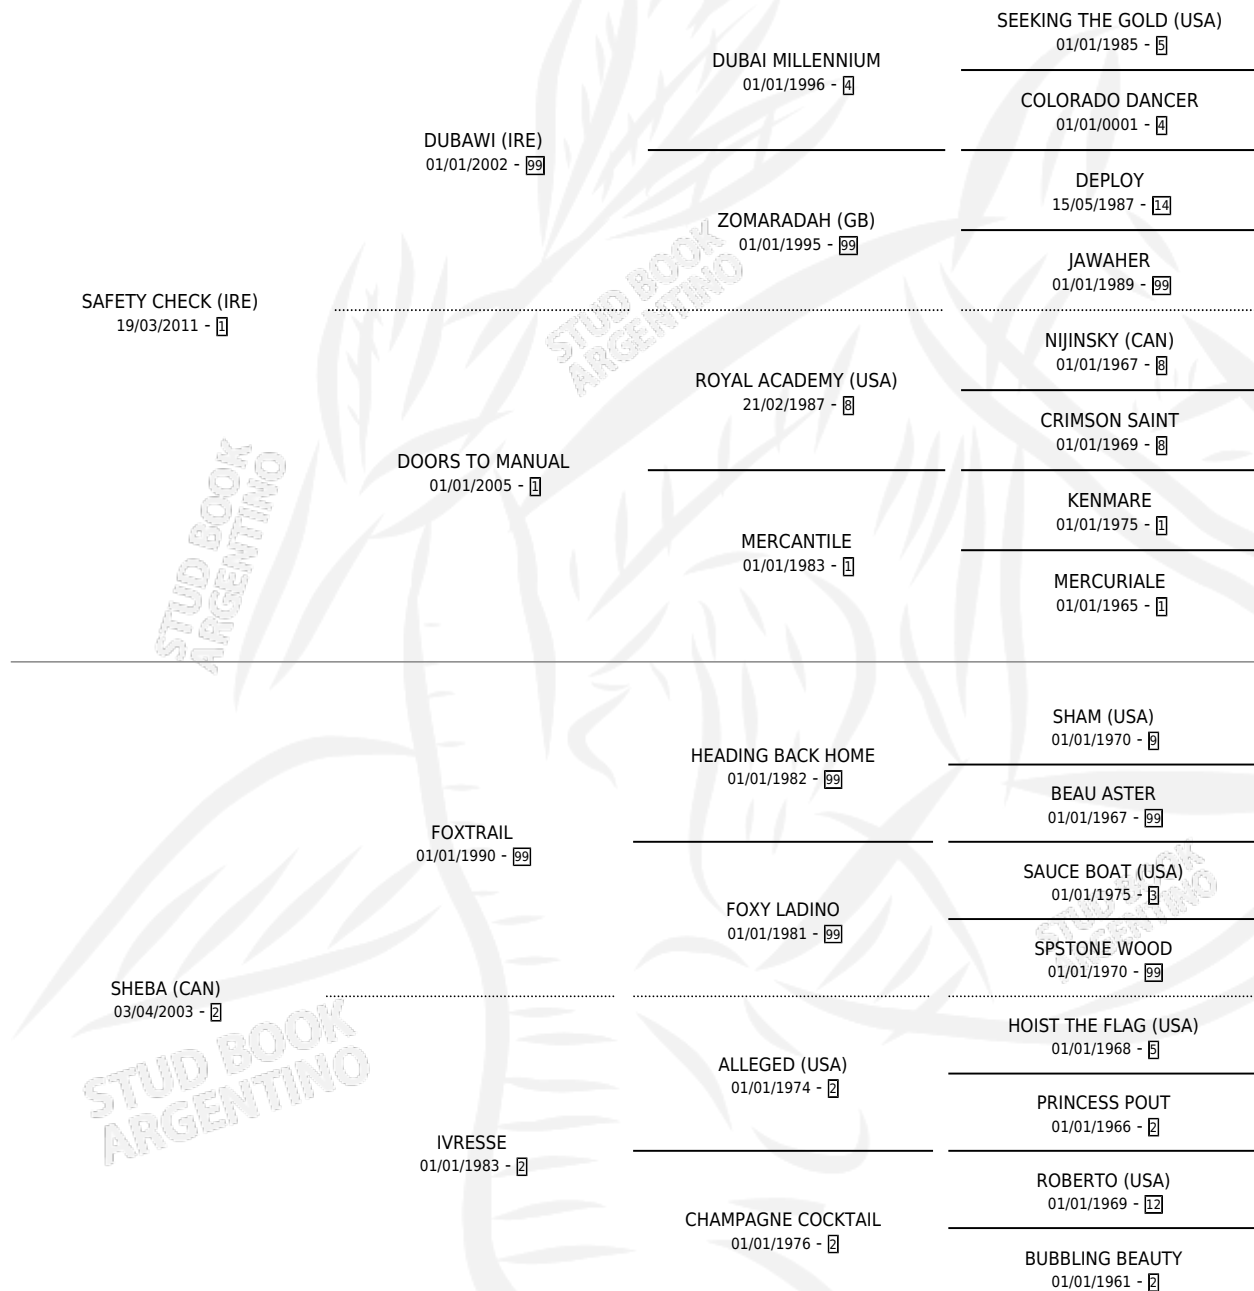 SEEKING THE GOLD (USA)
01/01/1985 - 5
DUBAI MILLENNIUM
01/01/1996 - 4
COLORADO DANCER
01/01/0001 - 4
DUBAWI (IRE)
01/01/2002 - 99
DEPLOY
15/05/1987 - 14
ZOMARADAH (GB)
01/01/1995 - 99
JAWAHER
01/01/1989 - 99
SAFETY CHECK (IRE)
19/03/2011 - 1
STUD BOOK
ARGENTINO
NIJINSKY (CAN)
01/01/1967 - 8
ROYAL ACADEMY (USA)
21/02/1987 - 8
CRIMSON SAINT
01/01/1969 - 8
DOORS TO MANUAL
01/01/2005 - 1
KENMARE
01/01/1975 - 1
MERCANTILE
01/01/1983 - 1
MERCURIALE
01/01/1965 - 1
STUD BOOK
ARGENTINO
SHAM (USA)
01/01/1970 - 9
HEADING BACK HOME
01/01/1982 - 99
BEAU ASTER
01/01/1967 - 99
FOXTRAIL
01/01/1990 - 99
SAUCE BOAT (USA)
01/01/1975 - 3
FOXY LADINO
01/01/1981 - 99
STUD BOOK
ARGENTINO
SPSTONE WOOD
01/01/1970 - 99
SHEBA (CAN)
03/04/2003 - 2
HOIST THE FLAG (USA)
01/01/1968 - 5
ALLEGED (USA)
01/01/1974 - 2
STUD BOOK
ARGENTINO
PRINCESS POUT
01/01/1966 - 2
IVRESSE
01/01/1983 - 2
ROBERTO (USA)
01/01/1969 - 12
CHAMPAGNE COCKTAIL
01/01/1976 - 2
BUBBLING BEAUTY
01/01/1961 - 2